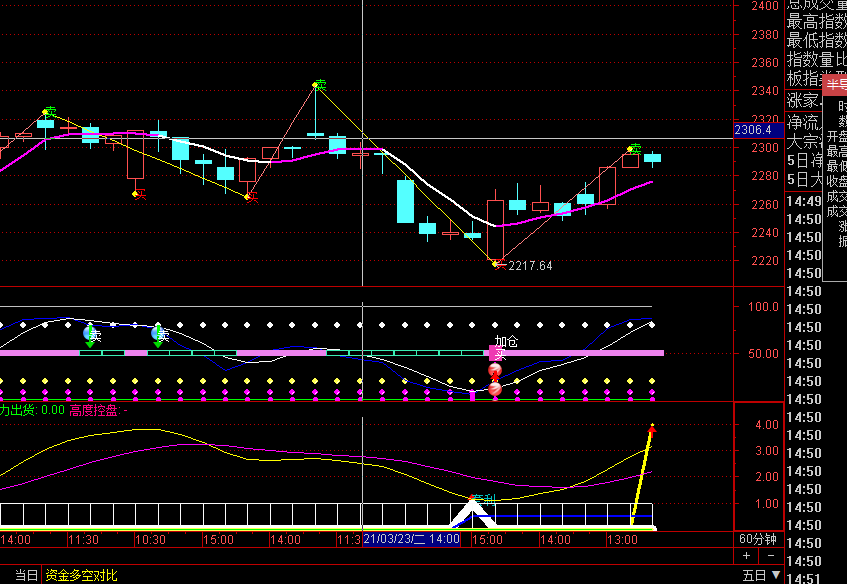 2400
总成交量
最高指数
2380
最低指数
2360
指数量比
板指
半导
2340
涨家
卖
卖
2320
净流
2306.4
大宗
开盘
2300
卖
最高
5日净
最低
2280
5日大
收盘
买
买
2260
14:49
成交
14:50
成交
2240
14:50
14:50
2220
2217.64
14:50
14:50
100.0
14:50
14:50
卖
卖
加仓
14:50
50.00
买
14:50
14:50
14:50
力出货: 0.00 高度控盘: -
14:50
4.00
14:50
3.00
14:50
2.00
14:50
14:50
1.00
14:50
14:50
14:00
11:30
10:30
15:00
14:00
11:3
21/03/23/二 14:00
15:00
14:00
13:00
60分钟
14:50
+
-
14:50
当日
资金多空对比
五日▼
14:51